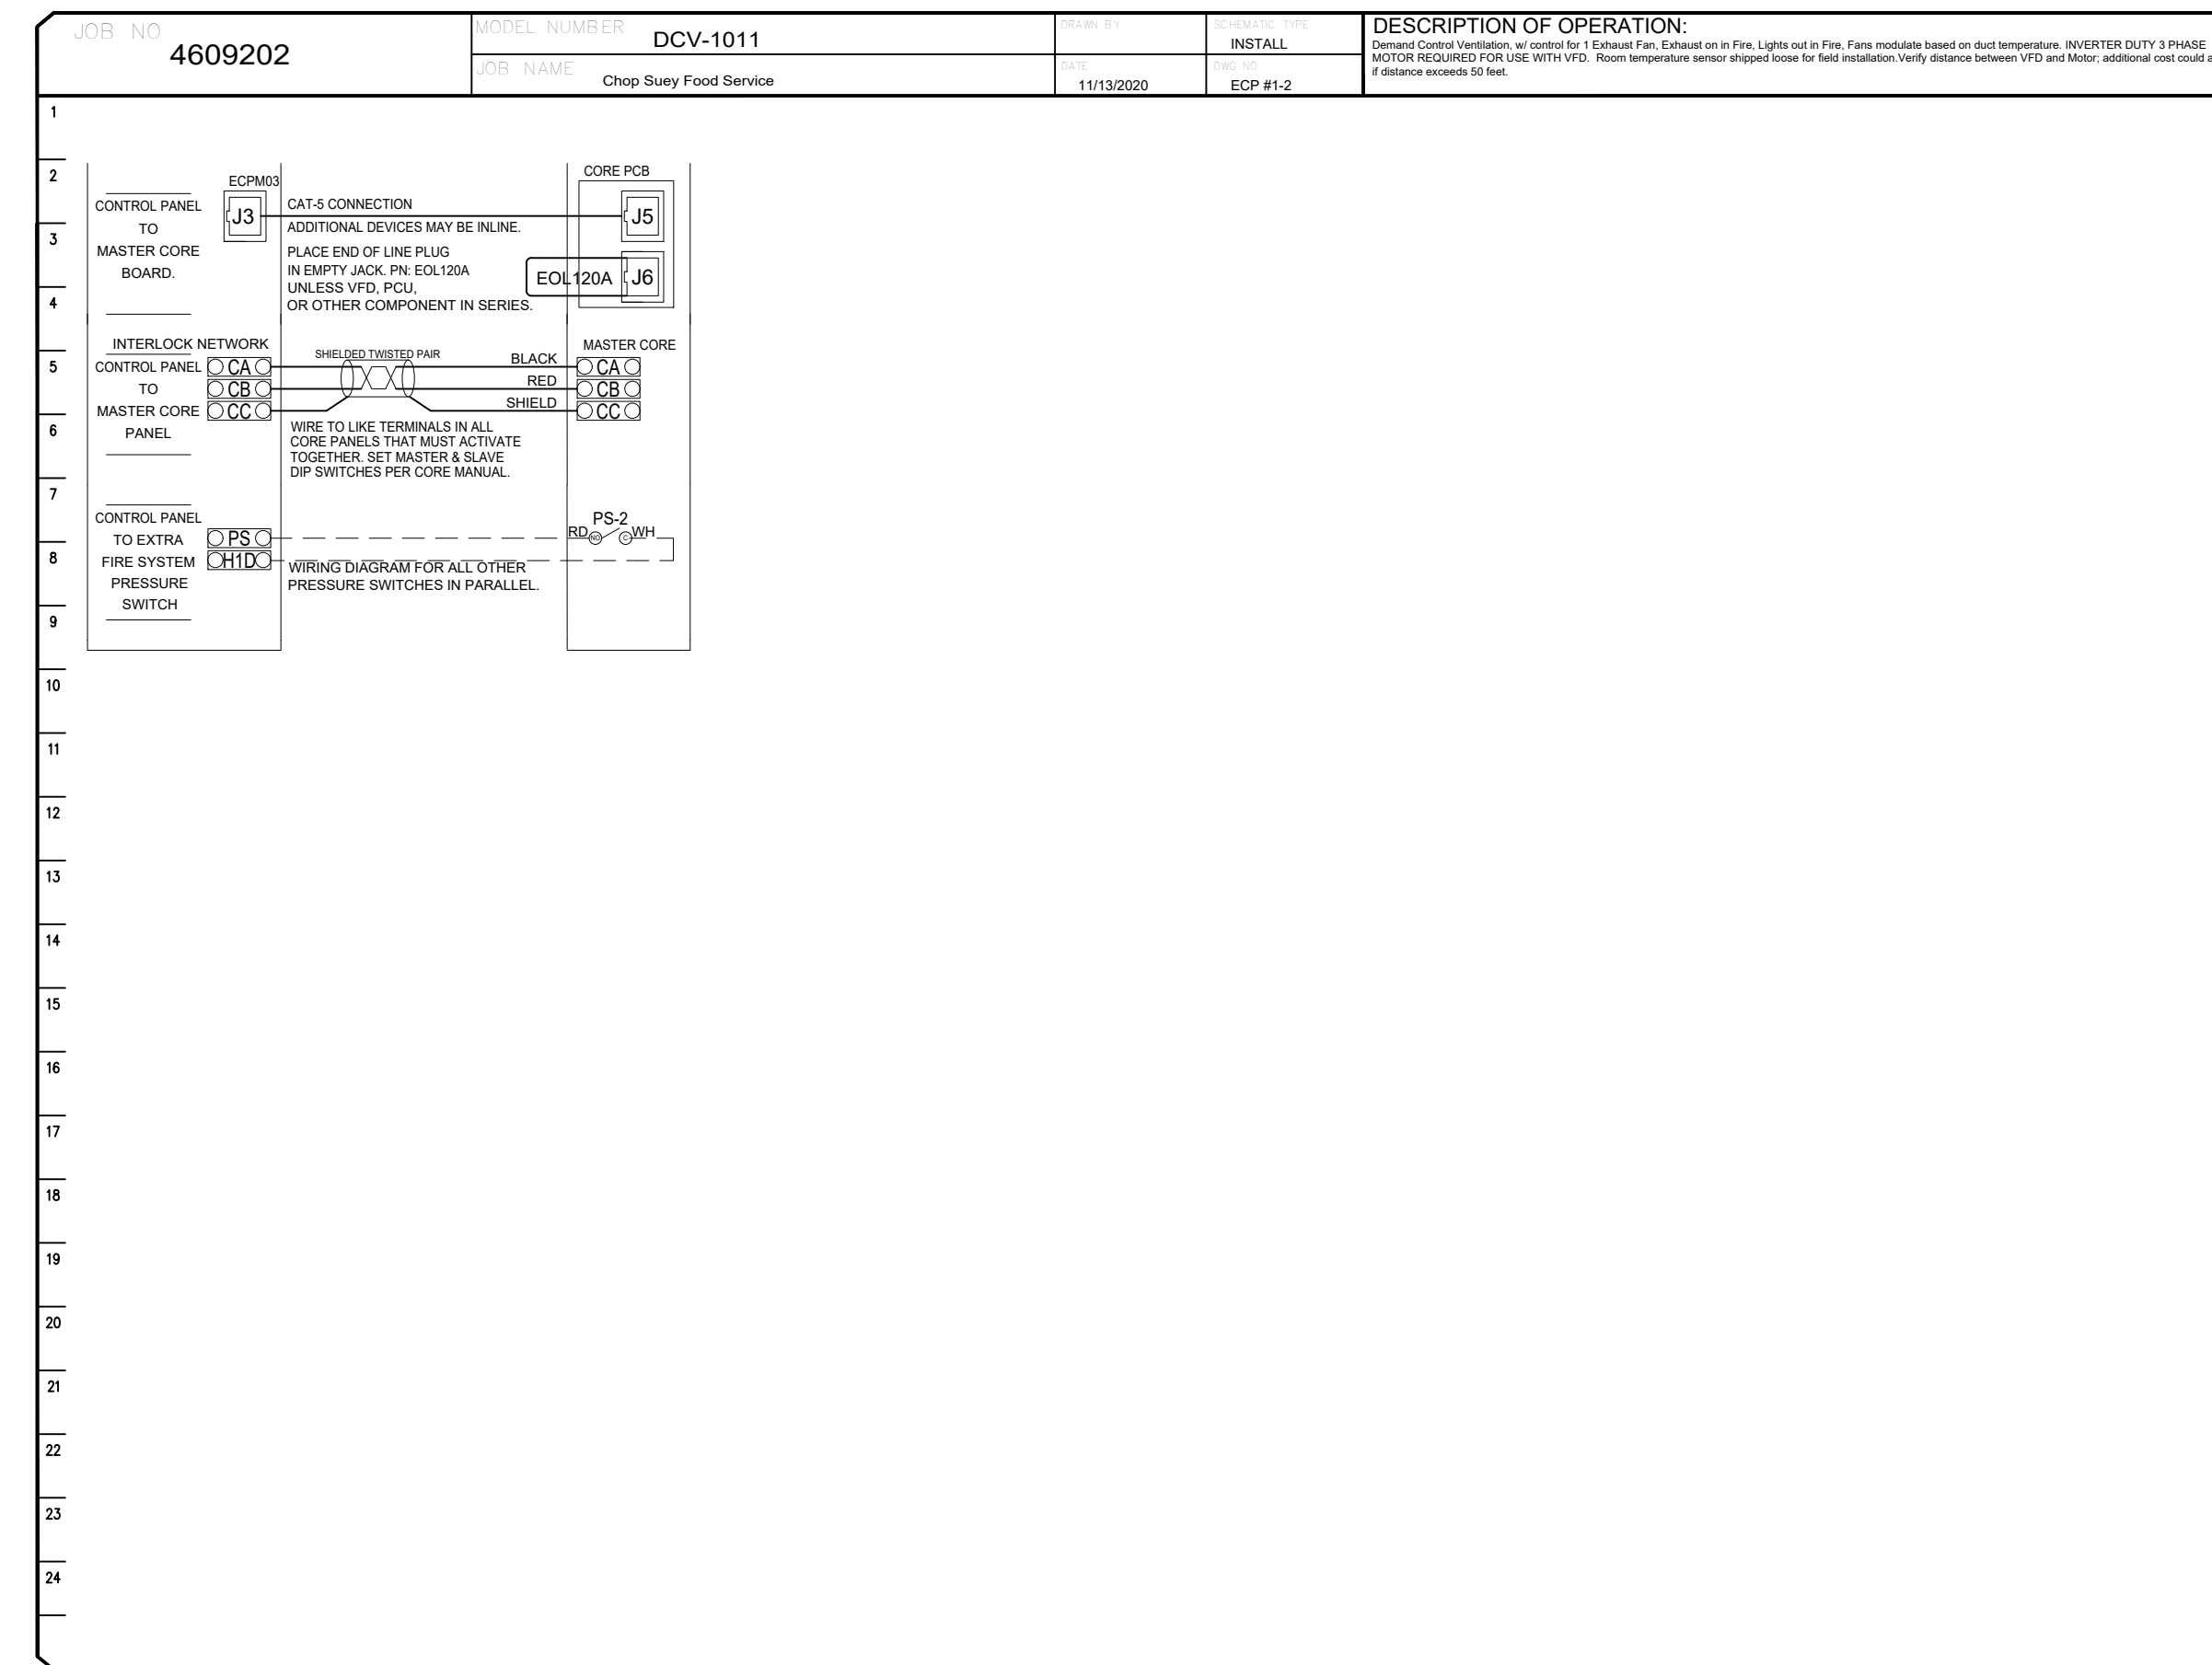 JOB NO
4609202
MODEL NUMBER
DCV-1011
JOB NAME
Chop Suey Food Service
DRAWN BY
DATE
11/13/2020
SCHEMATIC TYPE
INSTALL
DWG NO
ECP #1-2
DESCRIPTION OF OPERATION:
Demand Control Ventilation, w/ control for 1 Exhaust Fan, Exhaust on in Fire, Lights out in Fire, Fans modulate based on duct temperature. INVERTER DUTY 3 PHASE
MOTOR REQUIRED FOR USE WITH VFD. Room temperature sensor shipped loose for field installation.Verify distance between VFD and Motor; additional cost could
if distance exceeds 50 feet.
1
2
3
4
5
6
7
8
9
10
11
12
13
14
15
16
17
18
19
20
21
22
23
24
CONTROL PANEL
TO
MASTER CORE
BOARD.
ECPM03
J3
CAT-5 CONNECTION
ADDITIONAL DEVICES MAY BE INLINE.
PLACE END OF LINE PLUG
IN EMPTY JACK. PN: EOL120A
UNLESS VFD, PCU,
OR OTHER COMPONENT IN SERIES.
CORE PCB
J5
EOL120A
J6
INTERLOCK NETWORK
CONTROL PANEL
TO
MASTER CORE
PANEL
CA
CB
CC
SHIELDED TWISTED PAIR
BLACK
RED
SHIELD
MASTER CORE
CA
CB
CC
WIRE TO LIKE TERMINALS IN ALL
CORE PANELS THAT MUST ACTIVATE
TOGETHER. SET MASTER & SLAVE
DIP SWITCHES PER CORE MANUAL.
CONTROL PANEL
TO EXTRA
FIRE SYSTEM
PRESSURE
SWITCH
PS
H1D
PS-2
RD
NO
C
WH
WIRING DIAGRAM FOR ALL OTHER
PRESSURE SWITCHES IN PARALLEL.